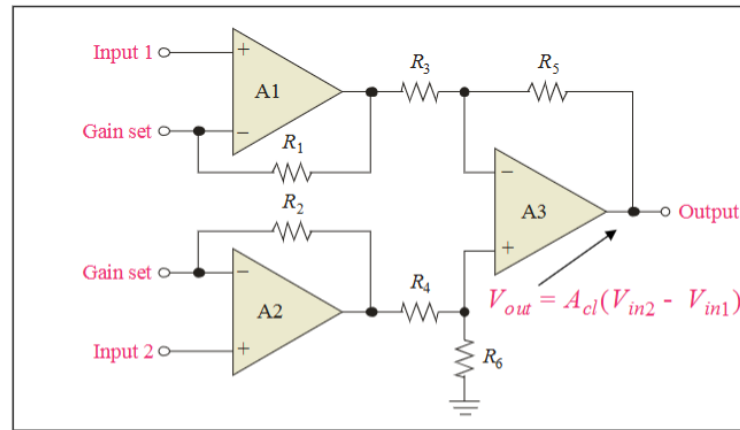 Input 1
+
A1
R3
R5
Gain set
−
R1
−
R2
A3
Output
+
Gain set
−
R4
Vout = Acl(Vin2 - Vin1)
A2
Input 2
+
R6